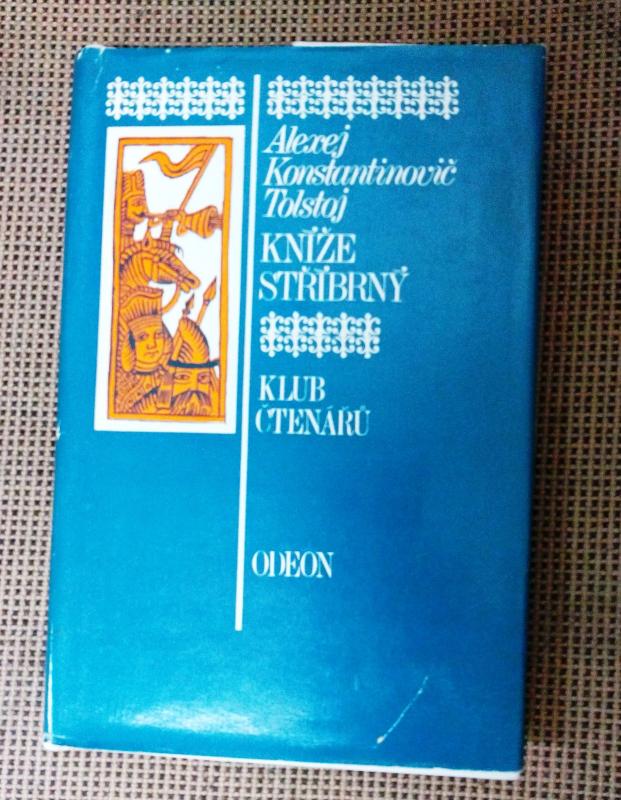 Alexej
Konstantinovič
Tolstoj
KNÍŽE
STŘÍBRNÝ
KLUB
ČTENÁŘŮ
ODEON